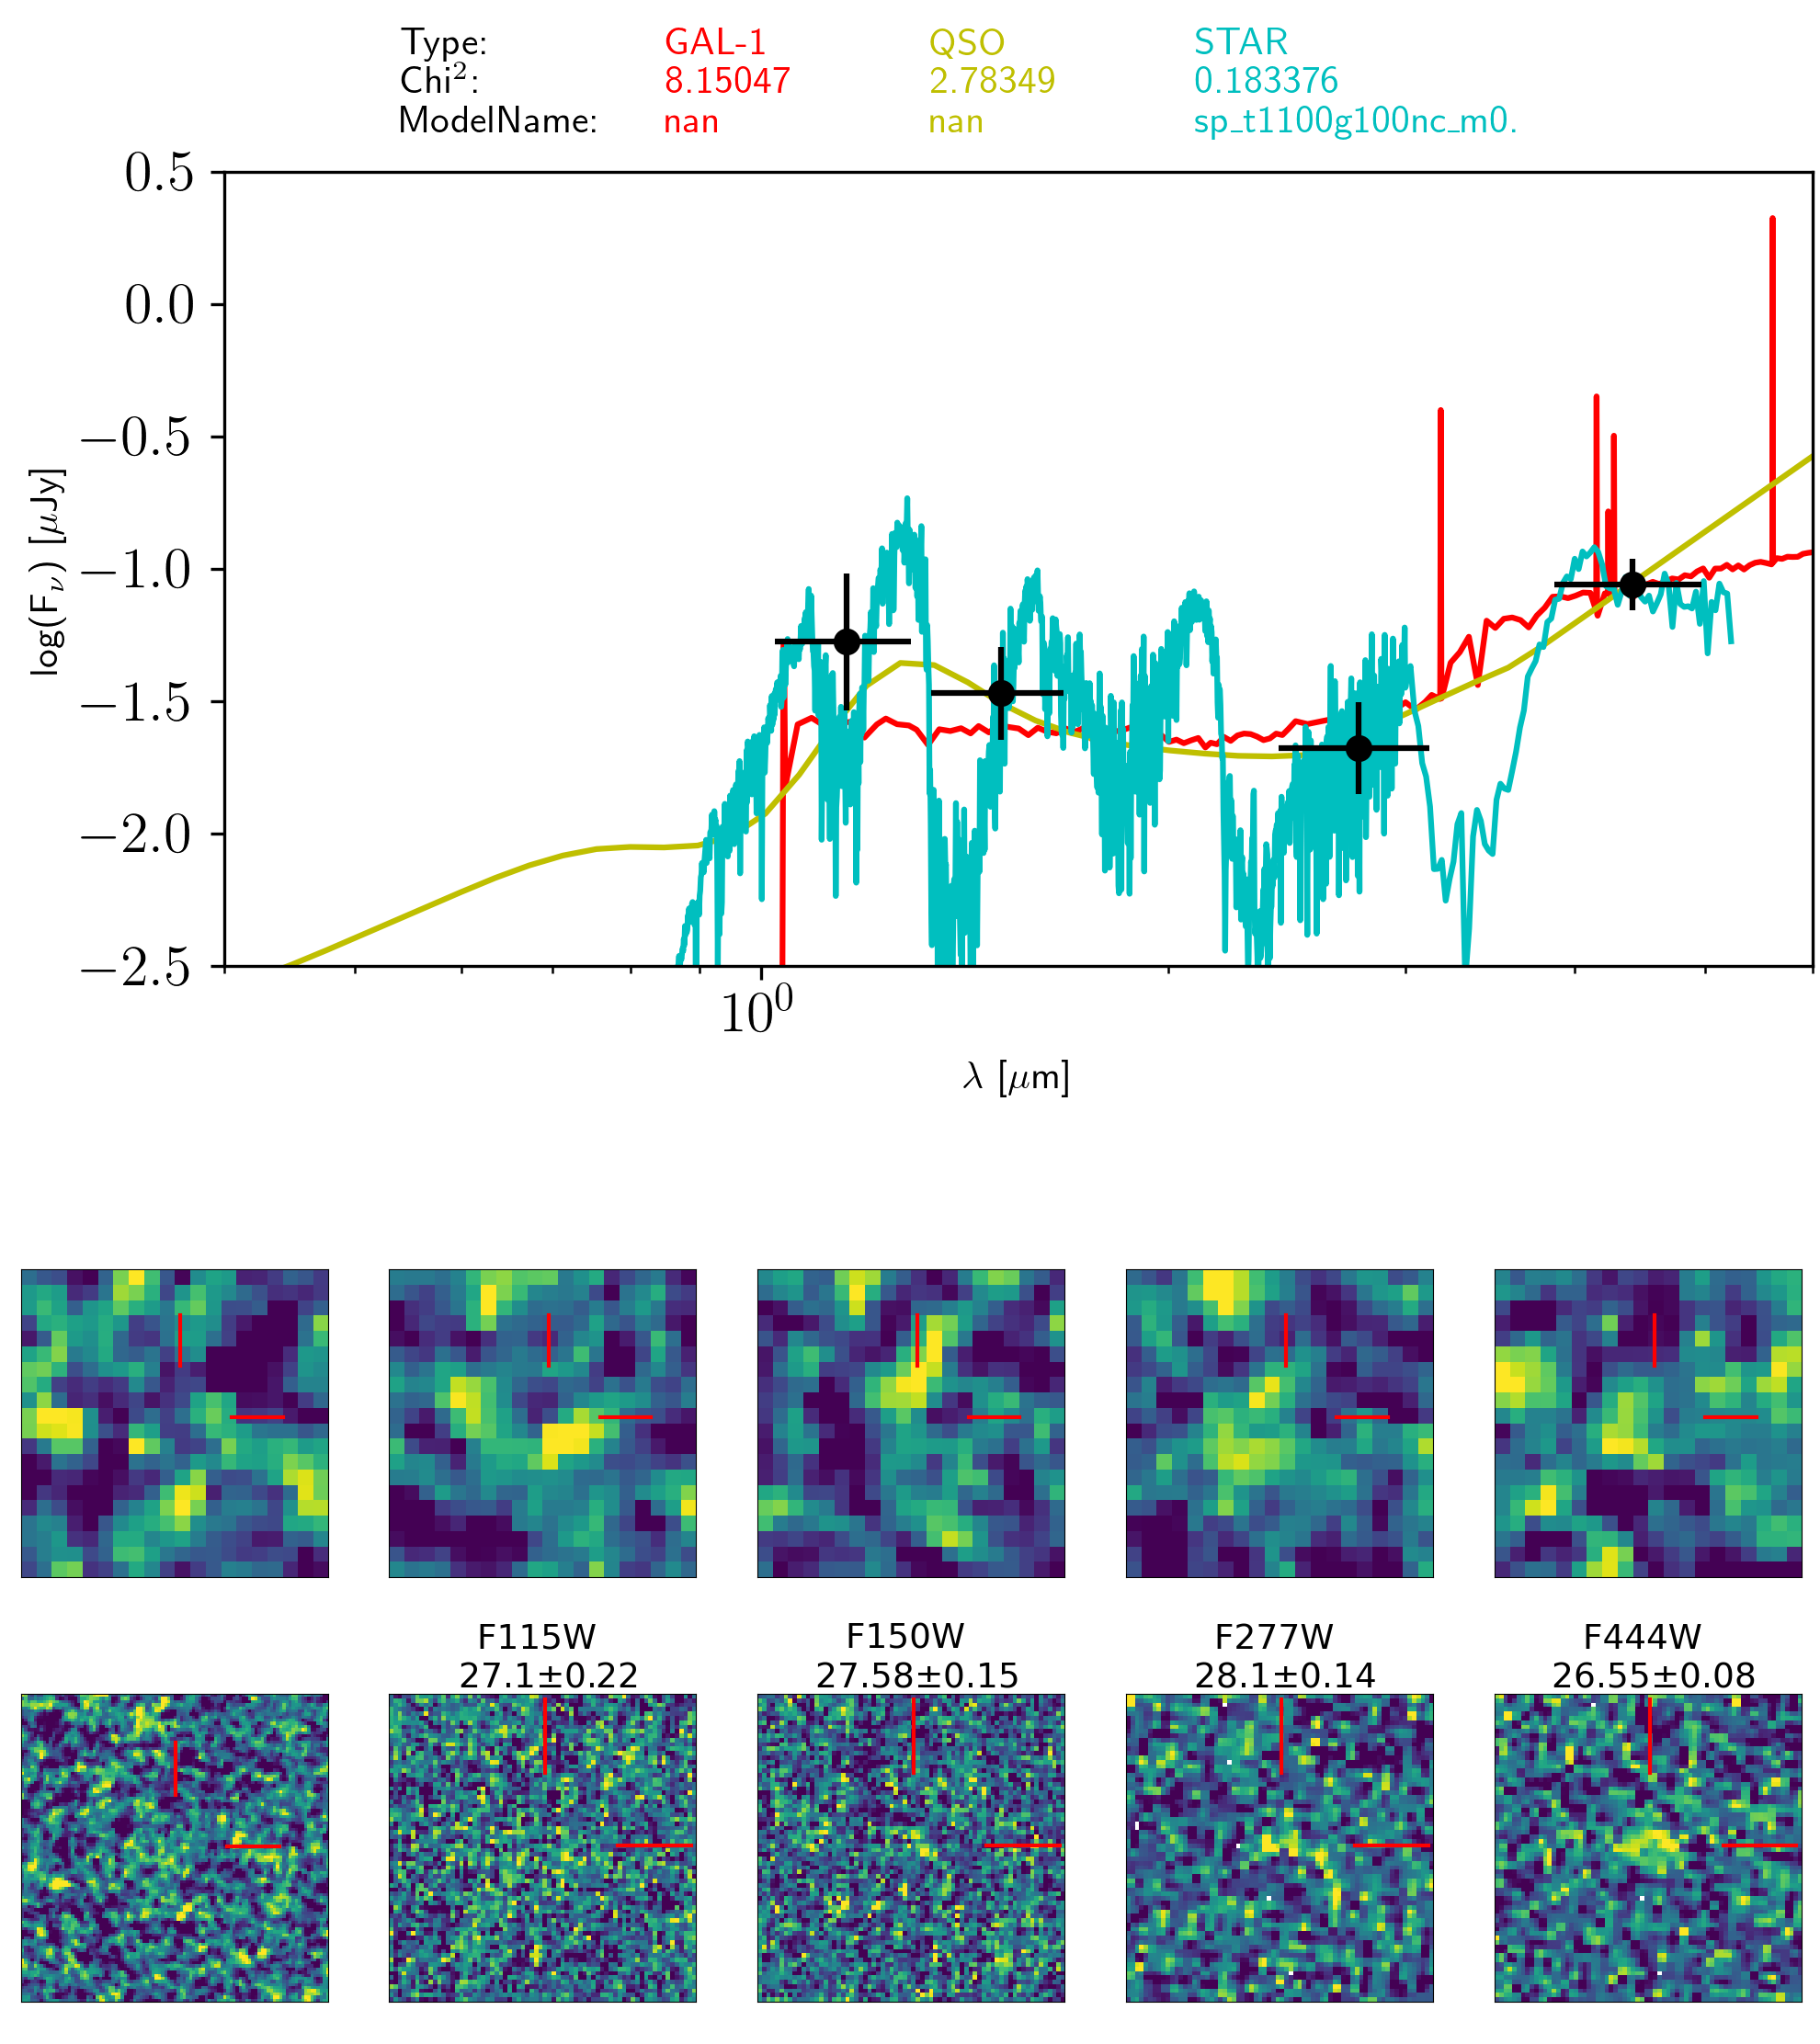 Type: GAL-1 QSO STAR
Chi²: 8.15047 2.78349 0.183376
ModelName: nan nan sp_t1100g100nc_m0.
0.5
0.0
−0.5
−1.0
−1.5
−2.0
−2.5
log(Fν) [μJy]
10⁰
λ [μm]
F115W F150W F277W F444W
27.1±0.22 27.58±0.15 28.1±0.14 26.55±0.08